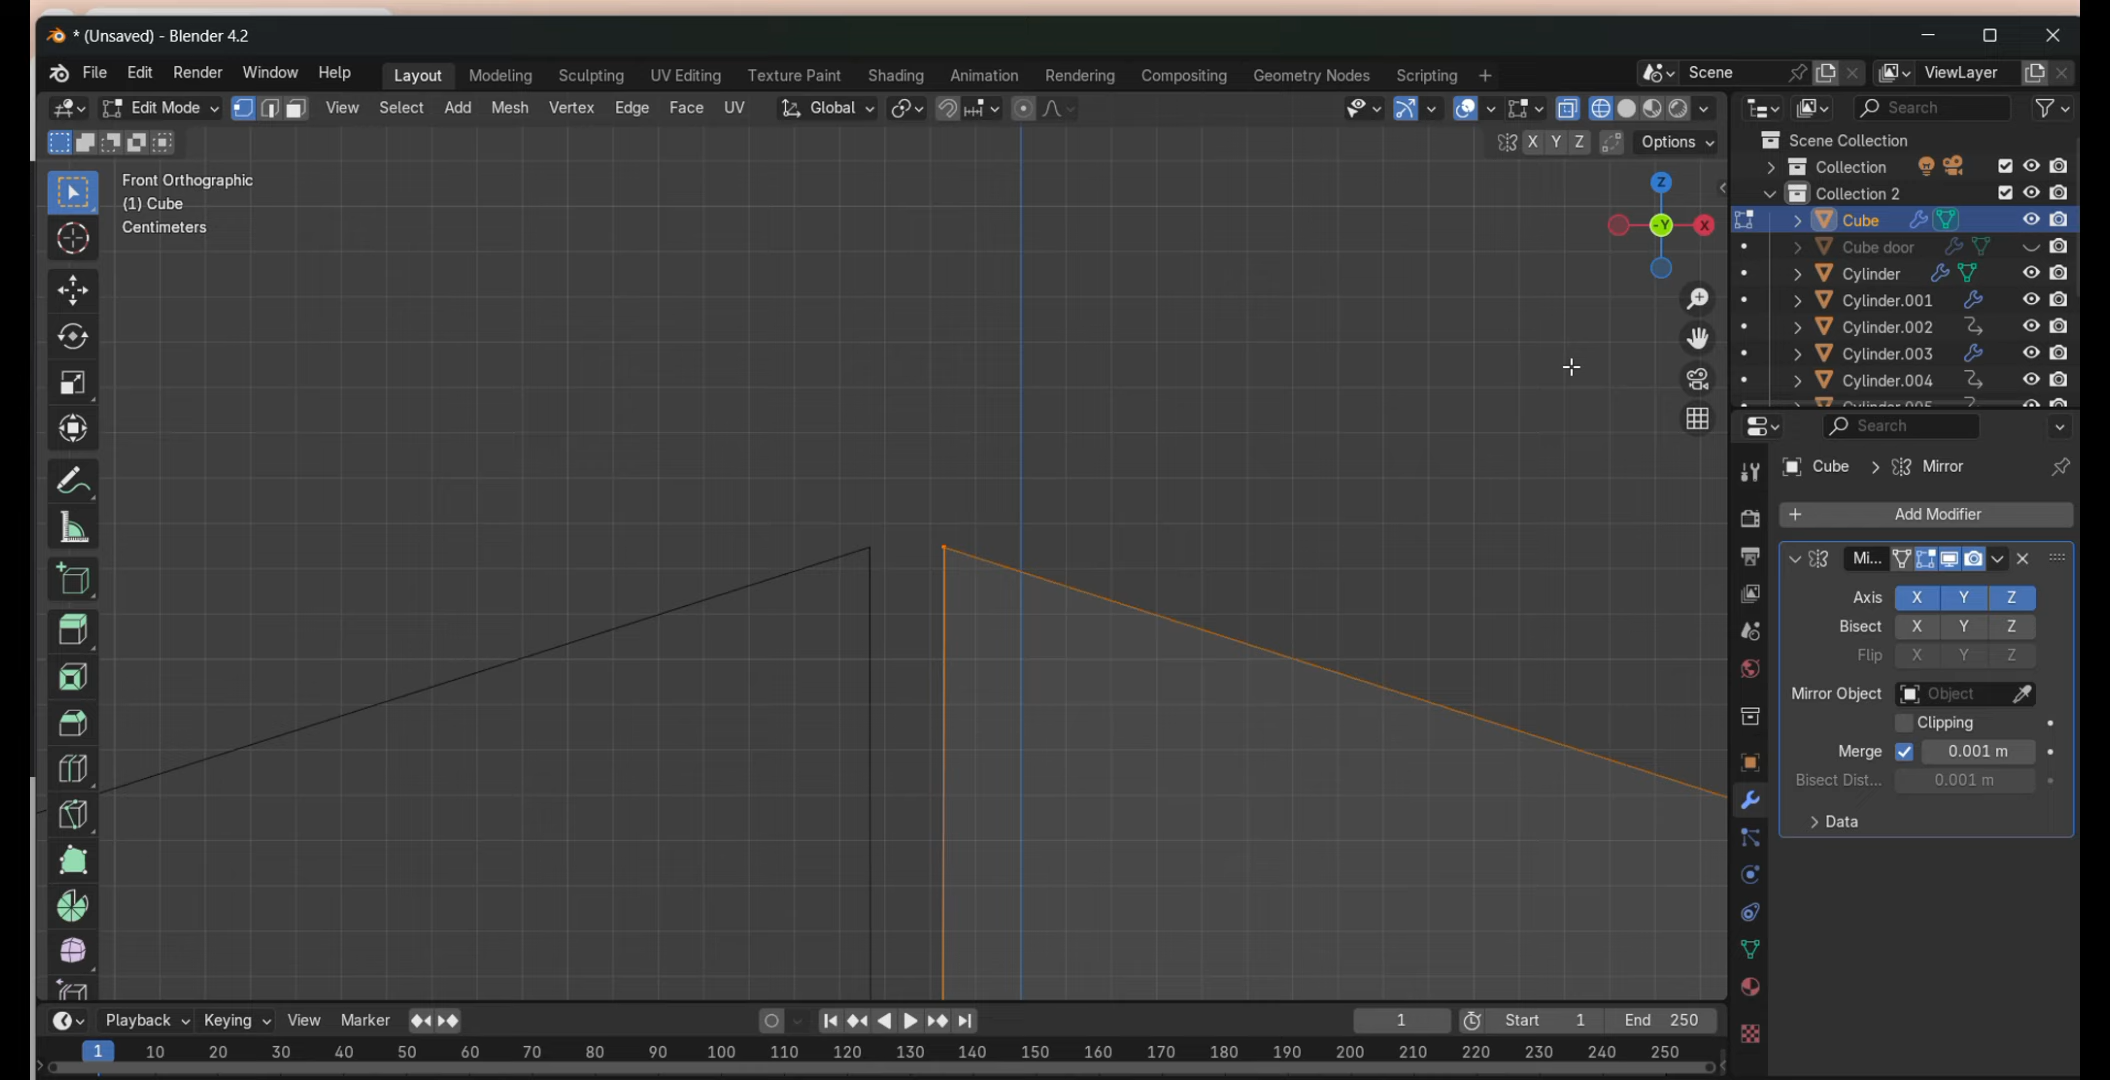 * (Unsaved) - Blender 4.2
File Edit Render Window Help Layout Modeling Sculpting UV Editing Texture Paint Shading Animation Rendering Compositing Geometry Nodes Scripting + Scene ViewLayer
Edit Mode View Select Add Mesh Vertex Edge Face UV Global Search
X Y Z Options
Scene Collection
Front Orthographic
(1) Cube
Centimeters
Z
-Y X
Collection
Collection 2
Cube
Cube door
Cylinder
Cylinder.001
Cylinder.002
Cylinder.003
Cylinder.004
Cylinder.005
Search
Cube > Mirror
+ Add Modifier
Mi...
Axis X Y Z
Bisect X Y Z
Flip X Y Z
Mirror Object Object
Clipping
Merge 0.001 m
Bisect Dist... 0.001 m
> Data
Playback Keying View Marker 1 Start 1 End 250
1 10 20 30 40 50 60 70 80 90 100 110 120 130 140 150 160 170 180 190 200 210 220 230 240 250